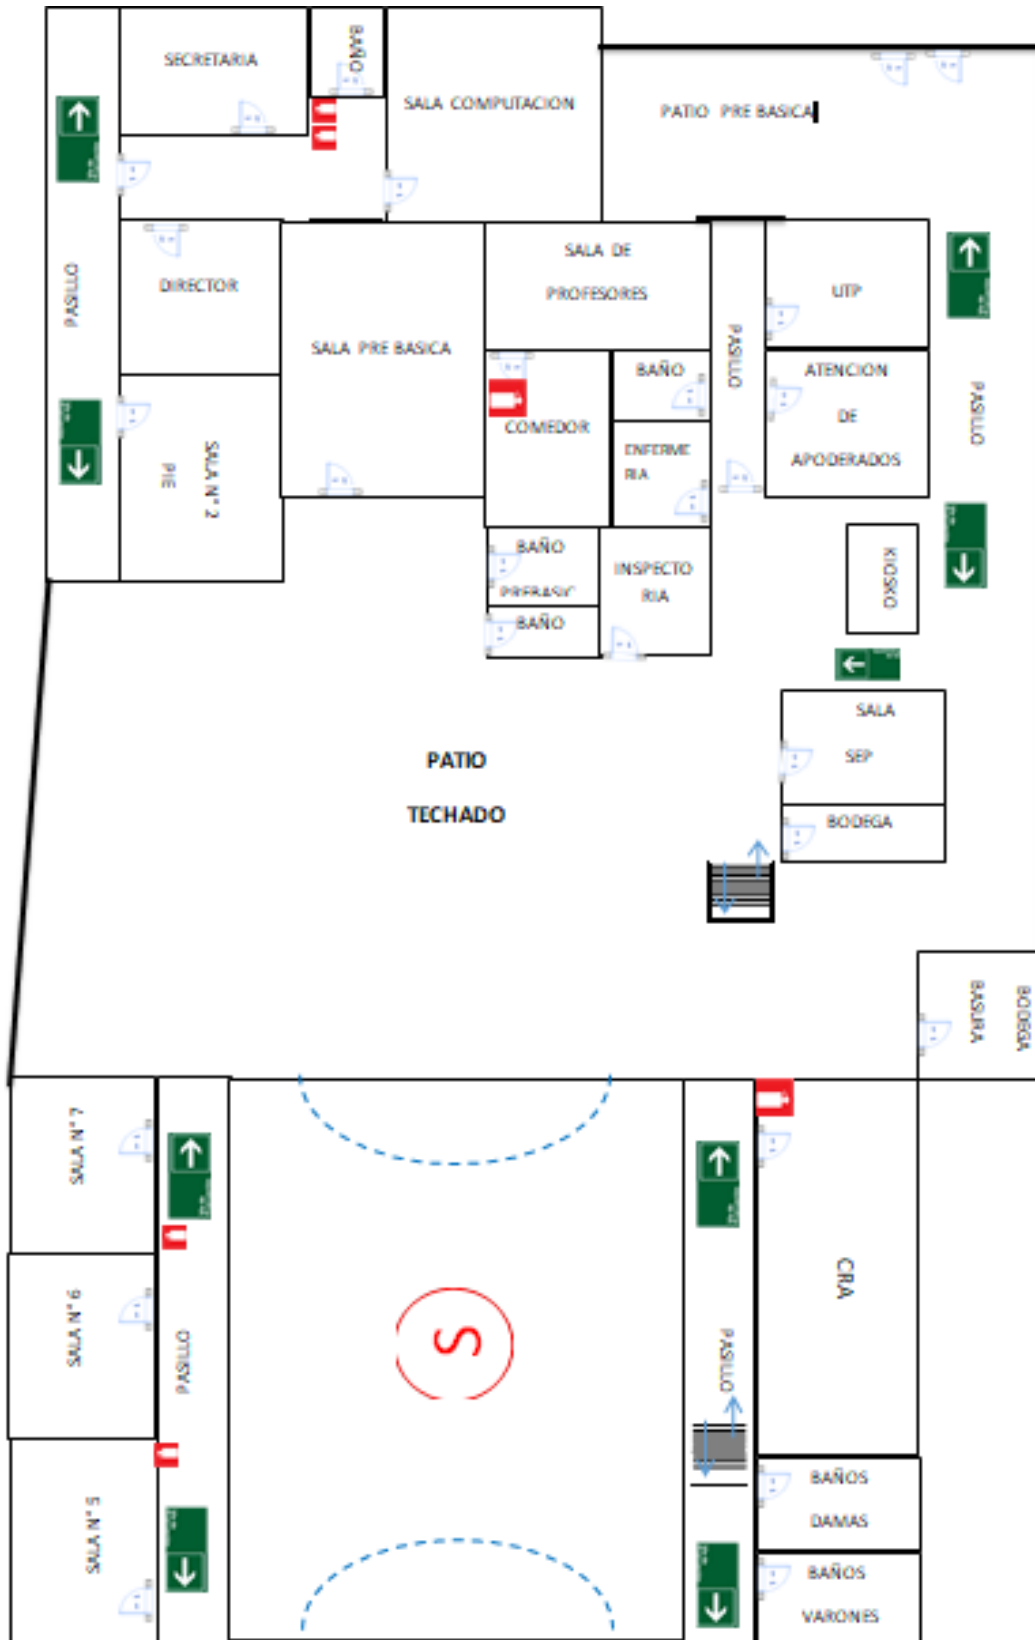 SECRETARIA
BAÑO
SALA COMPUTACION
PATIO PRE BASICA
PASILLO
DIRECTOR
SALA PRE BASICA
SALA DE
PROFESORES
PASILLO
UTP
PASILLO
SALA N° 2
PIE
COMEDOR
BAÑO
ENFERME
RIA
ATENCION
DE
APODERADOS
BAÑO
PREBASIC
BAÑO
INSPECTO
RIA
KIOSKO
SALA
SEP
BODEGA
PATIO
TECHADO
BODEGA
BASURA
SALA N° 7
SALA N° 6
SALA N° 5
PASILLO
S
PASILLO
CRA
BAÑOS
DAMAS
BAÑOS
VARONES